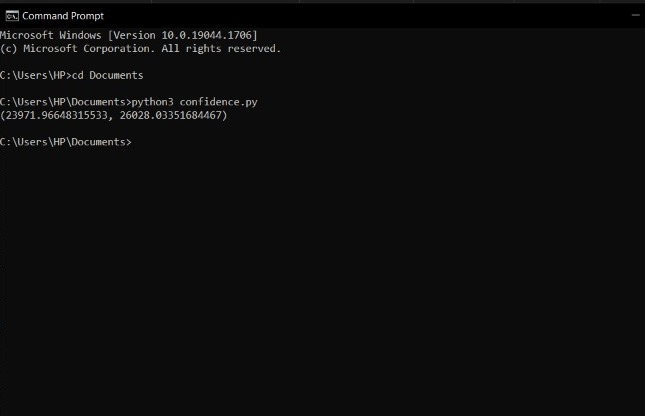 Command Prompt
Microsoft Windows [Version 10.0.19044.1706]
(c) Microsoft Corporation. All rights reserved.
C:\Users\HP>cd Documents
C:\Users\HP\Documents>python3 confidence.py
(23971.96648315533, 26028.03351684467)
C:\Users\HP\Documents>